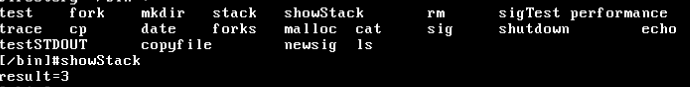 test fork mkdir stack showStack rm sigTest performance
trace cp date forks malloc cat sig shutdown echo
testSTDOUT copyfile newsig ls
[/bin]#showStack
result=3